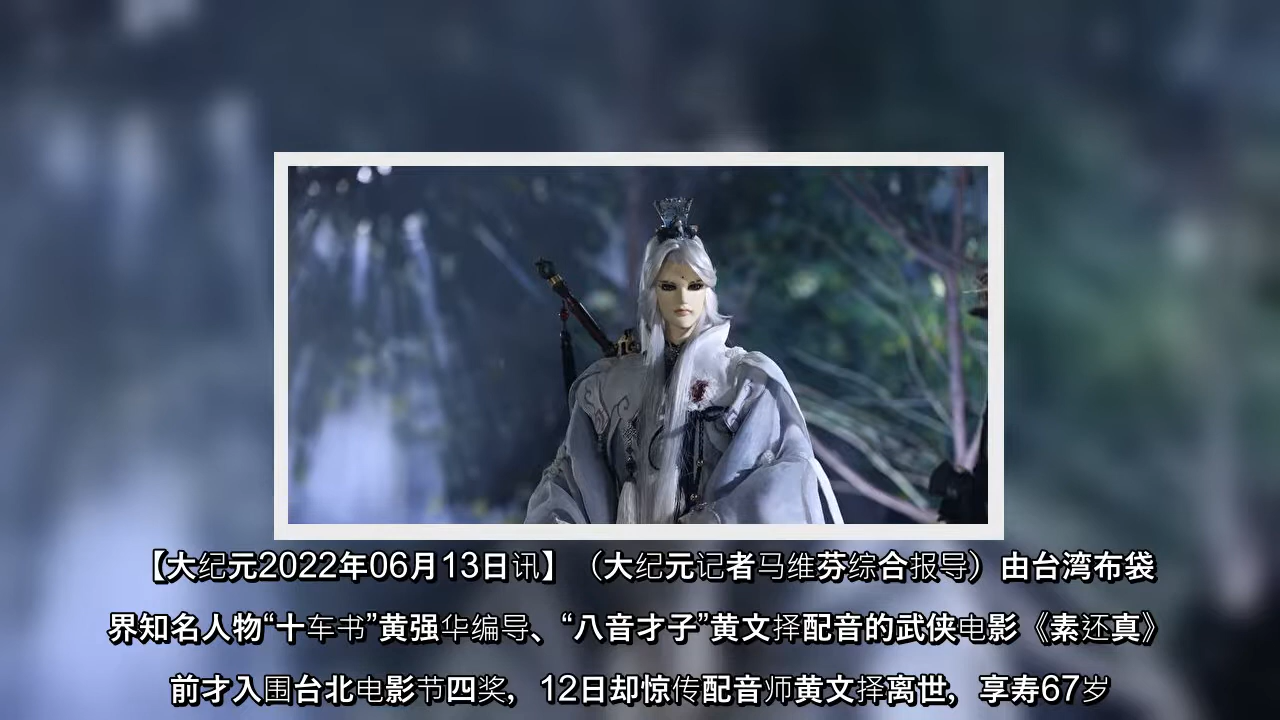 【大纪元2022年06月13日讯】（大纪元记者马维芬综合报导）由台湾布袋
界知名人物“十车书”黄强华编导、“八音才子”黄文择配音的武侠电影《素还真》
前才入围台北电影节四奖，12日却惊传配音师黄文择离世，享寿67岁